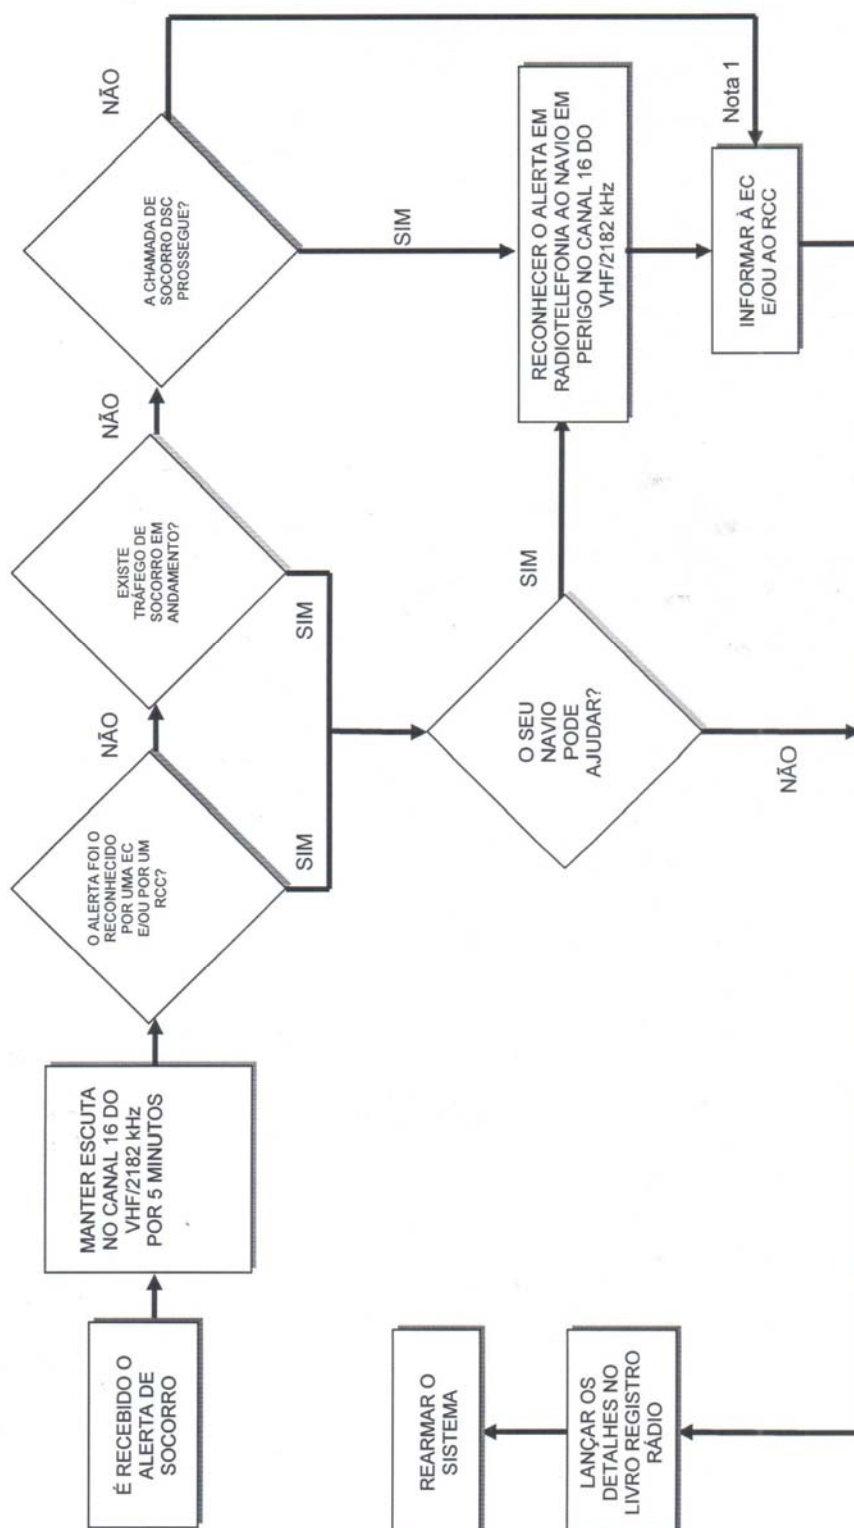 É RECEBIDO O
ALERTA DE
SOCORRO
MANTER ESCUTA
NO CANAL 16 DO
VHF/2182 kHz
POR 5 MINUTOS
O ALERTA FOI O
RECONHECIDO
POR UMA EC
E/OU POR UM
RCC?
NÃO
SIM
EXISTE
TRÁFEGO DE
SOCORRO EM
ANDAMENTO?
NÃO
SIM
A CHAMADA DE
SOCORRO DSC
PROSSEGUE?
NÃO
SIM
REARMAR O
SISTEMA
LANÇAR OS
DETALHES NO
LIVRO REGISTRO
RÁDIO
O SEU
NAVIO
PODE
AJUDAR?
SIM
NÃO
RECONHECER O ALERTA EM
RADIOTELEFONIA AO NAVIO EM
PERIGO NO CANAL 16 DO
VHF/2182 kHz
Nota 1
INFORMAR À EC
E/OU AO RCC